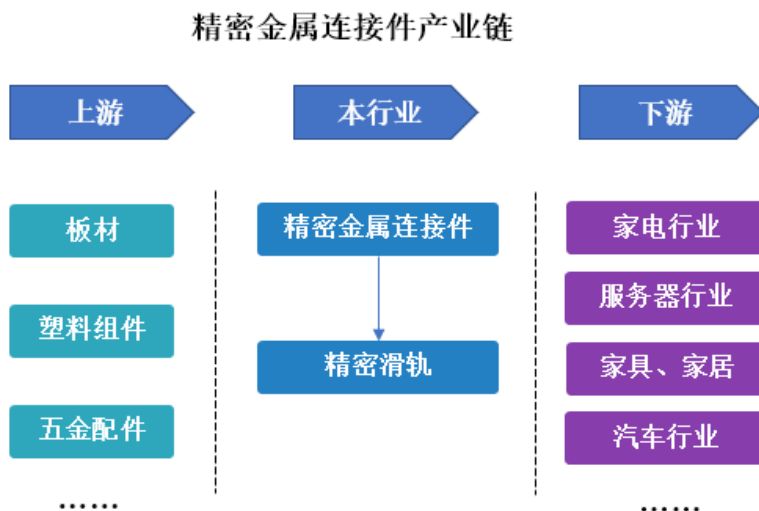 精密金属连接件产业链
上游
本行业
下游
板材
塑料组件
五金配件
……
精密金属连接件
精密滑轨
家电行业
服务器行业
家具、家居
汽车行业
……